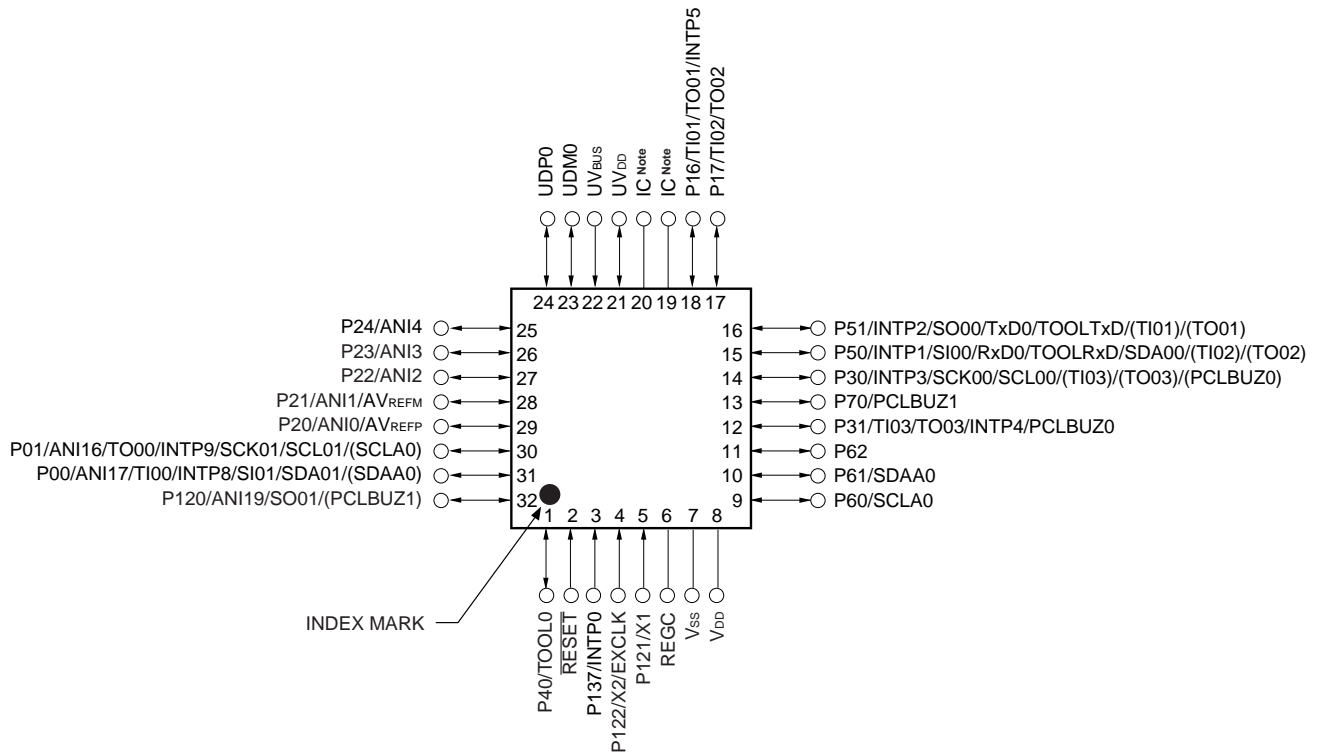 UDP0
UDM0
UVBUS
UVDD
IC Note
IC Note
P16/TI01/TO01/INTP5
P17/TI02/TO02
24 23 22 21 20 19 18 17
P24/ANI4 25
P23/ANI3 26
P22/ANI2 27
P21/ANI1/AVREFM 28
P20/ANI0/AVREFP 29
P01/ANI16/TO00/INTP9/SCK01/SCL01/(SCLA0) 30
P00/ANI17/TI00/INTP8/SI01/SDA01/(SDAA0) 31
P120/ANI19/SO01/(PCLBUZ1) 32
16 P51/INTP2/SO00/TxD0/TOOLTxD/(TI01)/(TO01)
15 P50/INTP1/SI00/RxD0/TOOLRxD/SDA00/(TI02)/(TO02)
14 P30/INTP3/SCK00/SCL00/(TI03)/(TO03)/(PCLBUZ0)
13 P70/PCLBUZ1
12 P31/TI03/TO03/INTP4/PCLBUZ0
11 P62
10 P61/SDAA0
9 P60/SCLA0
1 2 3 4 5 6 7 8
INDEX MARK
P40/TOOL0
RESET
P137/INTP0
P122/X2/EXCLK
P121/X1
REGC
VSS
VDD